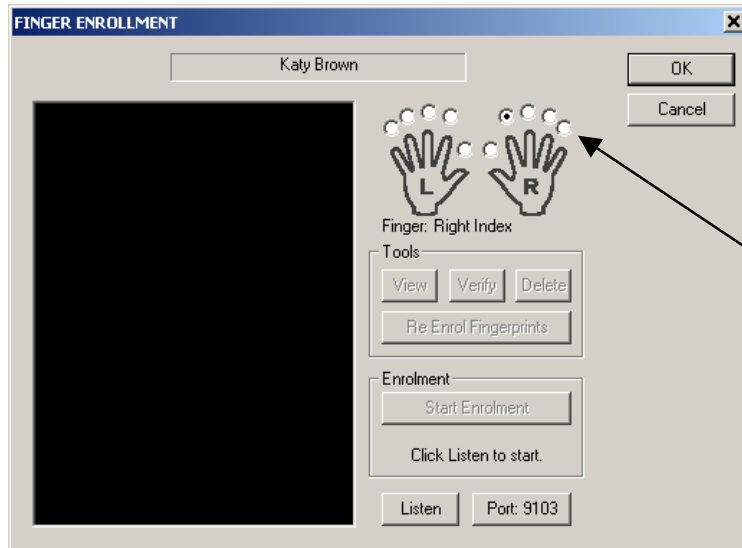 FINGER ENROLLMENT
Katy Brown
OK
Cancel
L R
Finger: Right Index
Tools
View Verify Delete
Re Enrol Fingerprints
Enrolment
Start Enrolment
Click Listen to start.
Listen Port: 9103